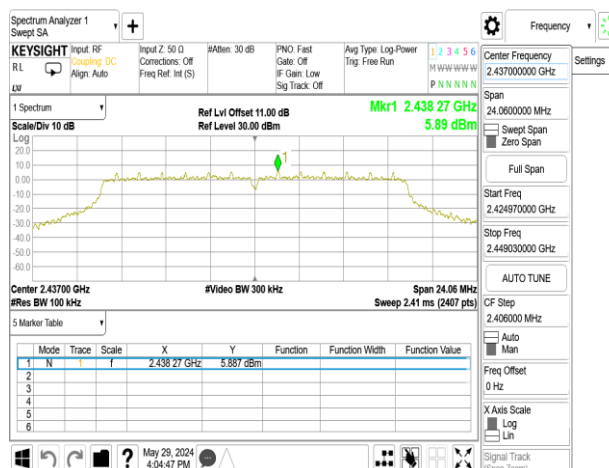 Spectrum Analyzer 1
Swept SA
Frequency
KEYSIGHT
RL
Input: RF
Coupling: DC
Align: Auto
Input Z: 50 Ω
Corrections: Off
Freq Ref: Int (S)
#Atten: 30 dB
PNO: Fast
Gate: Off
IF Gain: Low
Sig Track: Off
Avg Type: Log-Power
Trig: Free Run
1 2 3 4 5 6
M W W W W W
P N N N N N
1 Spectrum
Scale/Div 10 dB
Ref Lvl Offset 11.00 dB
Ref Level 30.00 dBm
Mkr1 2.438 27 GHz
5.89 dBm
Log
20.0
10.0
0.00
-10.0
-20.0
-30.0
-40.0
-50.0
-60.0
1
Center 2.43700 GHz
#Res BW 100 kHz
#Video BW 300 kHz
Span 24.06 MHz
Sweep 2.41 ms (2407 pts)
5 Marker Table
Mode Trace Scale X Y Function Function Width Function Value
1 N 1 f 2.438 27 GHz 5.887 dBm
2
3
4
5
6
?
May 29, 2024
4:04:47 PM
Center Frequency
2.437000000 GHz
Settings
Span
24.0600000 MHz
Swept Span
Zero Span
Full Span
Start Freq
2.424970000 GHz
Stop Freq
2.449030000 GHz
AUTO TUNE
CF Step
2.406000 MHz
Auto
Man
Freq Offset
0 Hz
X Axis Scale
Log
Lin
Signal Track
(Span Zoom)